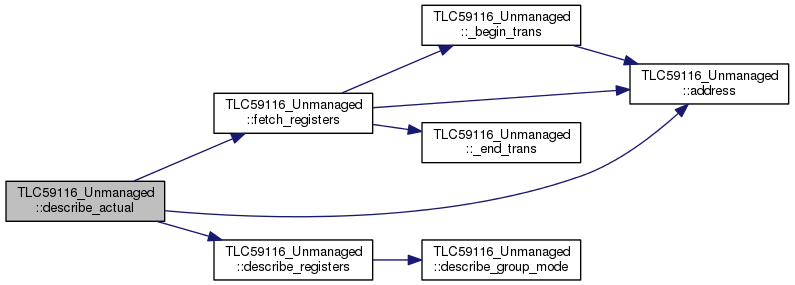 TLC59116_Unmanaged
::_begin_trans
TLC59116_Unmanaged
::address
TLC59116_Unmanaged
::fetch_registers
TLC59116_Unmanaged
::_end_trans
TLC59116_Unmanaged
::describe_actual
TLC59116_Unmanaged
::describe_registers
TLC59116_Unmanaged
::describe_group_mode